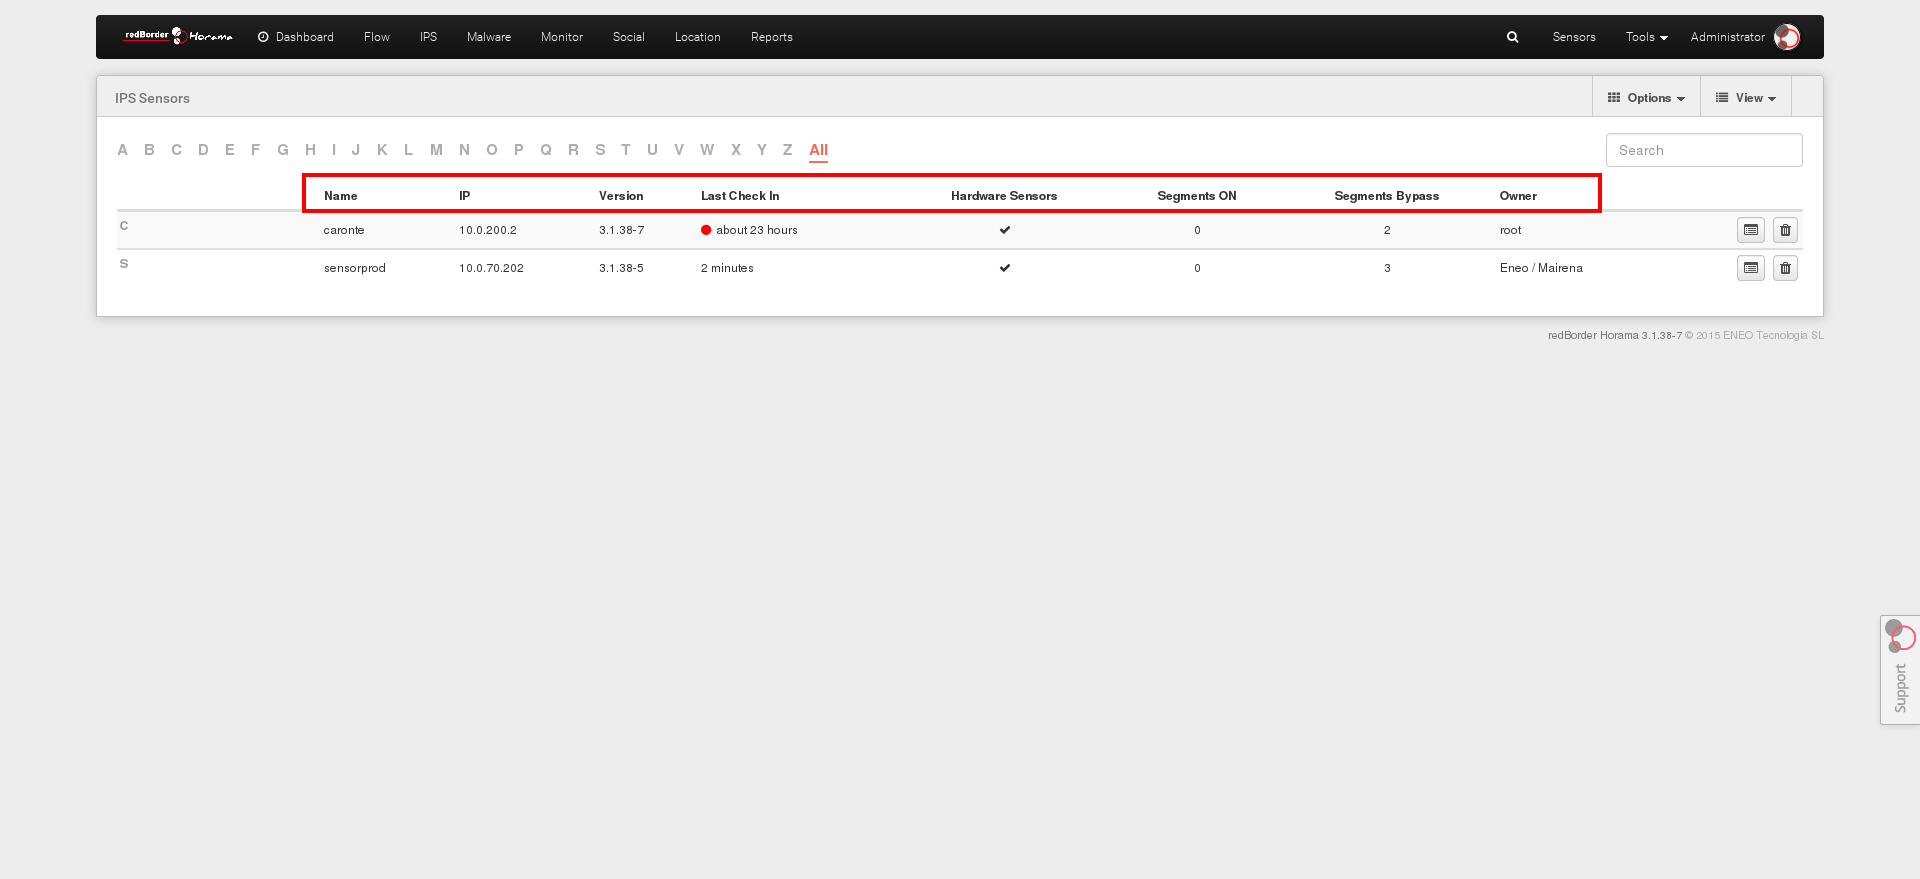 redBorder Horama Dashboard Flow IPS Malware Monitor Social Location Reports Sensors Tools Administrator
IPS Sensors Options View
A B C D E F G H I J K L M N O P Q R S T U V W X Y Z All Search
Name IP Version Last Check In Hardware Sensors Segments ON Segments Bypass Owner
C caronte 10.0.200.2 3.1.38-7 about 23 hours 0 2 root
S sensorprod 10.0.70.202 3.1.38-5 2 minutes 0 3 Eneo / Mairena
redBorder Horama 3.1.38-7 © 2015 ENEO Tecnologia SL
Support